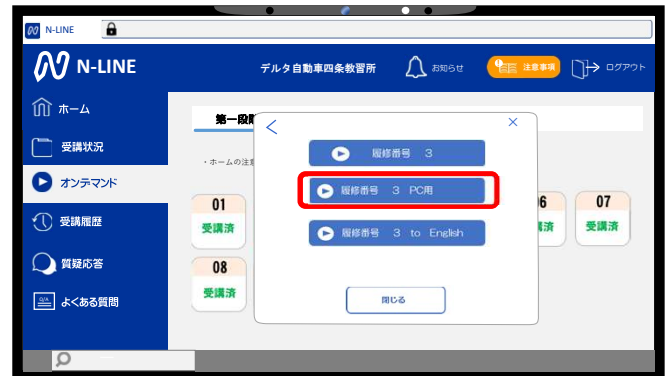 N-LINE
N-LINE
デルタ自動車四条教習所
お知らせ
注意事項
ログアウト
ホーム
受講状況
オンデマンド
受講履歴
質疑応答
Q/A
よくある質問
第一段階
・ホームの注意
01
受講済
08
受講済
履修番号 3
履修番号 3 PC用
履修番号 3 to English
閉じる
6
講済
07
受講済